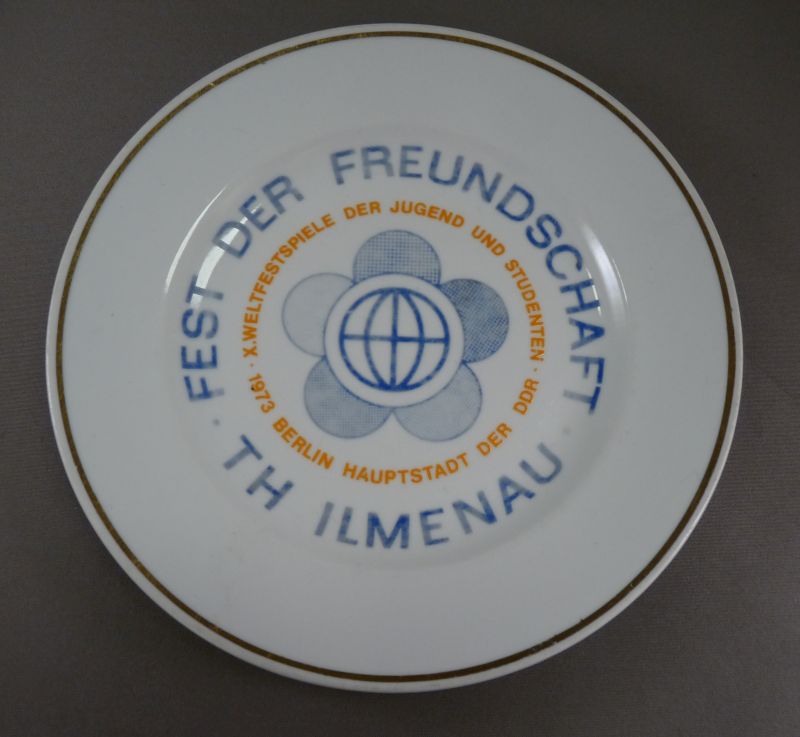 · FEST DER FREUNDSCHAFT ·
TH ILMENAU
· X.WELTFESTSPIELE DER JUGEND UND STUDENTEN ·
1973 BERLIN HAUPTSTADT DER DDR